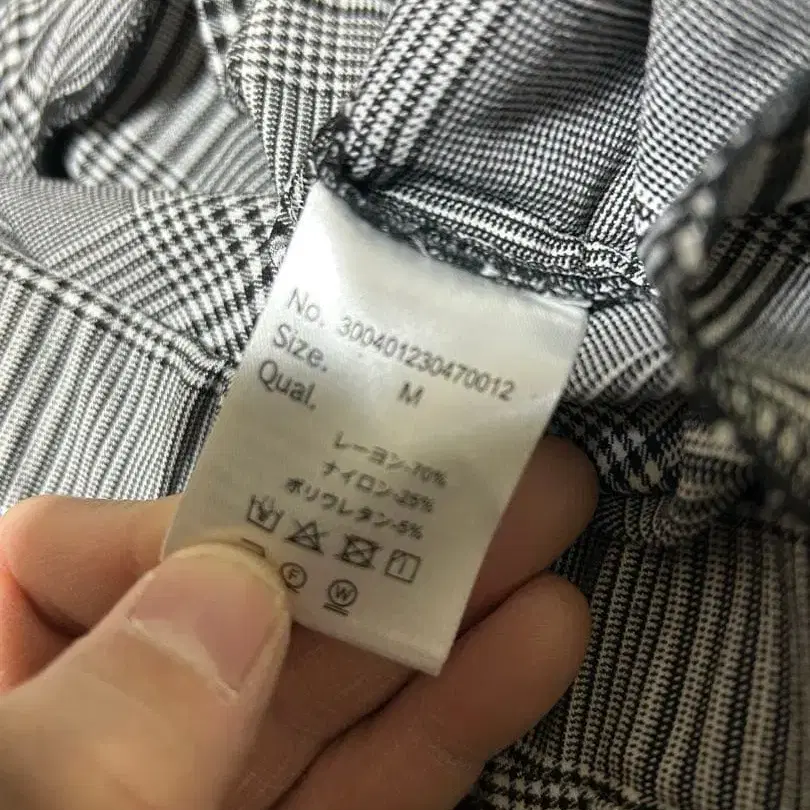 No. 300401230470012
Size. M
Qual.
レーヨン-70%
ナイロン-25%
ポリウレタン-5%
F W